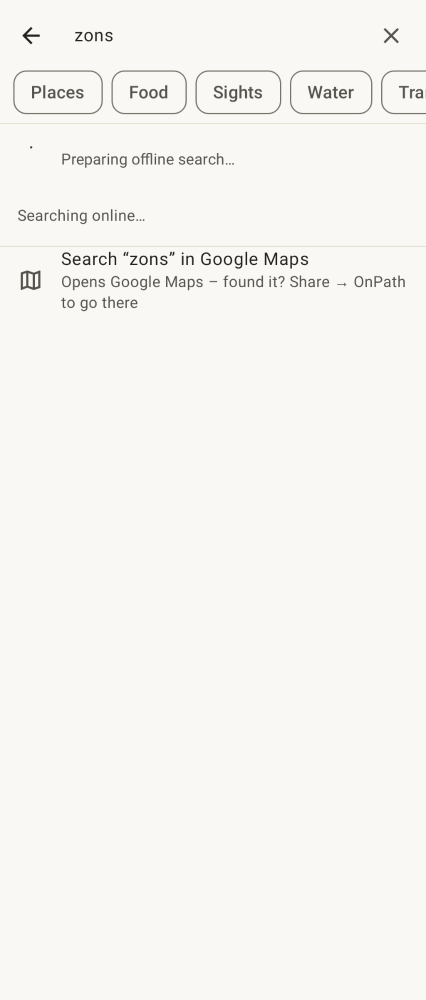 zons
Places
Food
Sights
Water
Tra
Preparing offline search…
Searching online…
Search “zons” in Google Maps
Opens Google Maps – found it? Share → OnPath
to go there